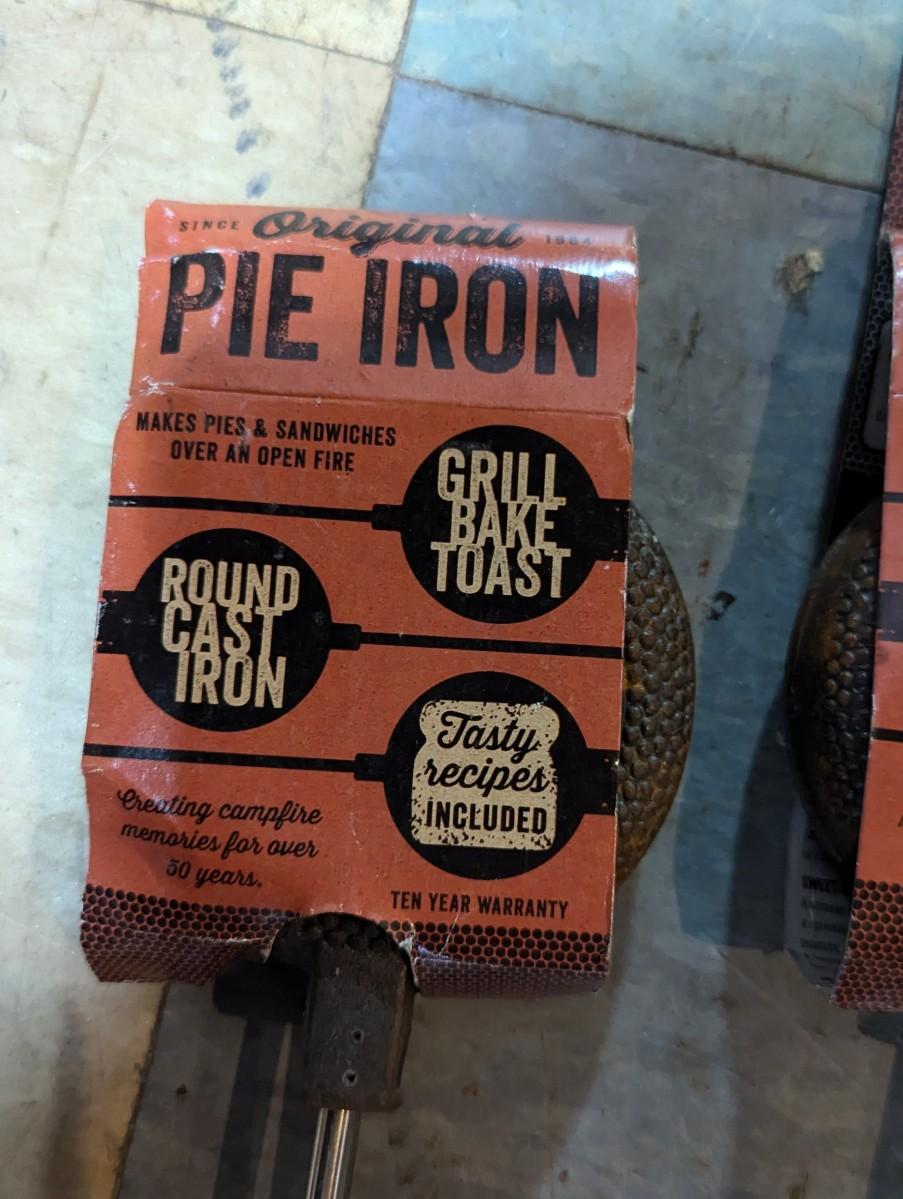 SINCE Original 1964
PIE IRON
MAKES PIES & SANDWICHES
OVER AN OPEN FIRE
GRILL
BAKE
TOAST
ROUND
CAST
IRON
Tasty
recipes
INCLUDED
Creating campfire
memories for over
50 years.
TEN YEAR WARRANTY
SWEET